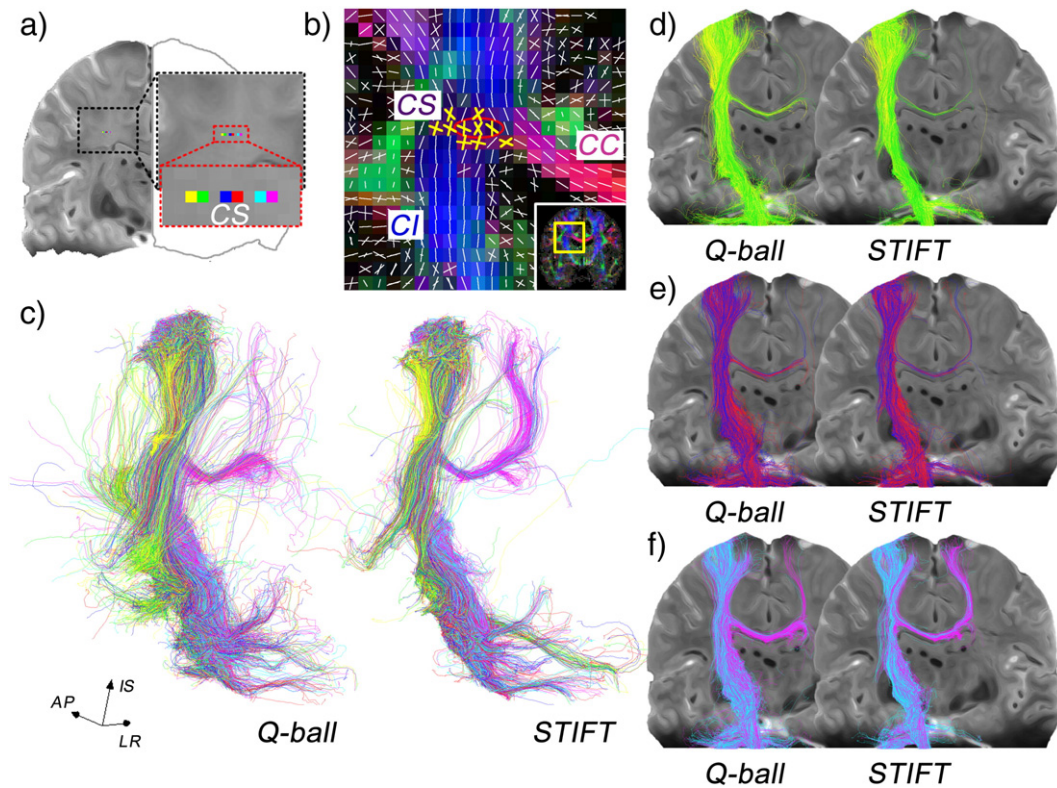 a)
CS
b)
CS
CC
CI
c)
AP
IS
LR
Q-ball
STIFT
d)
Q-ball
STIFT
e)
Q-ball
STIFT
f)
Q-ball
STIFT